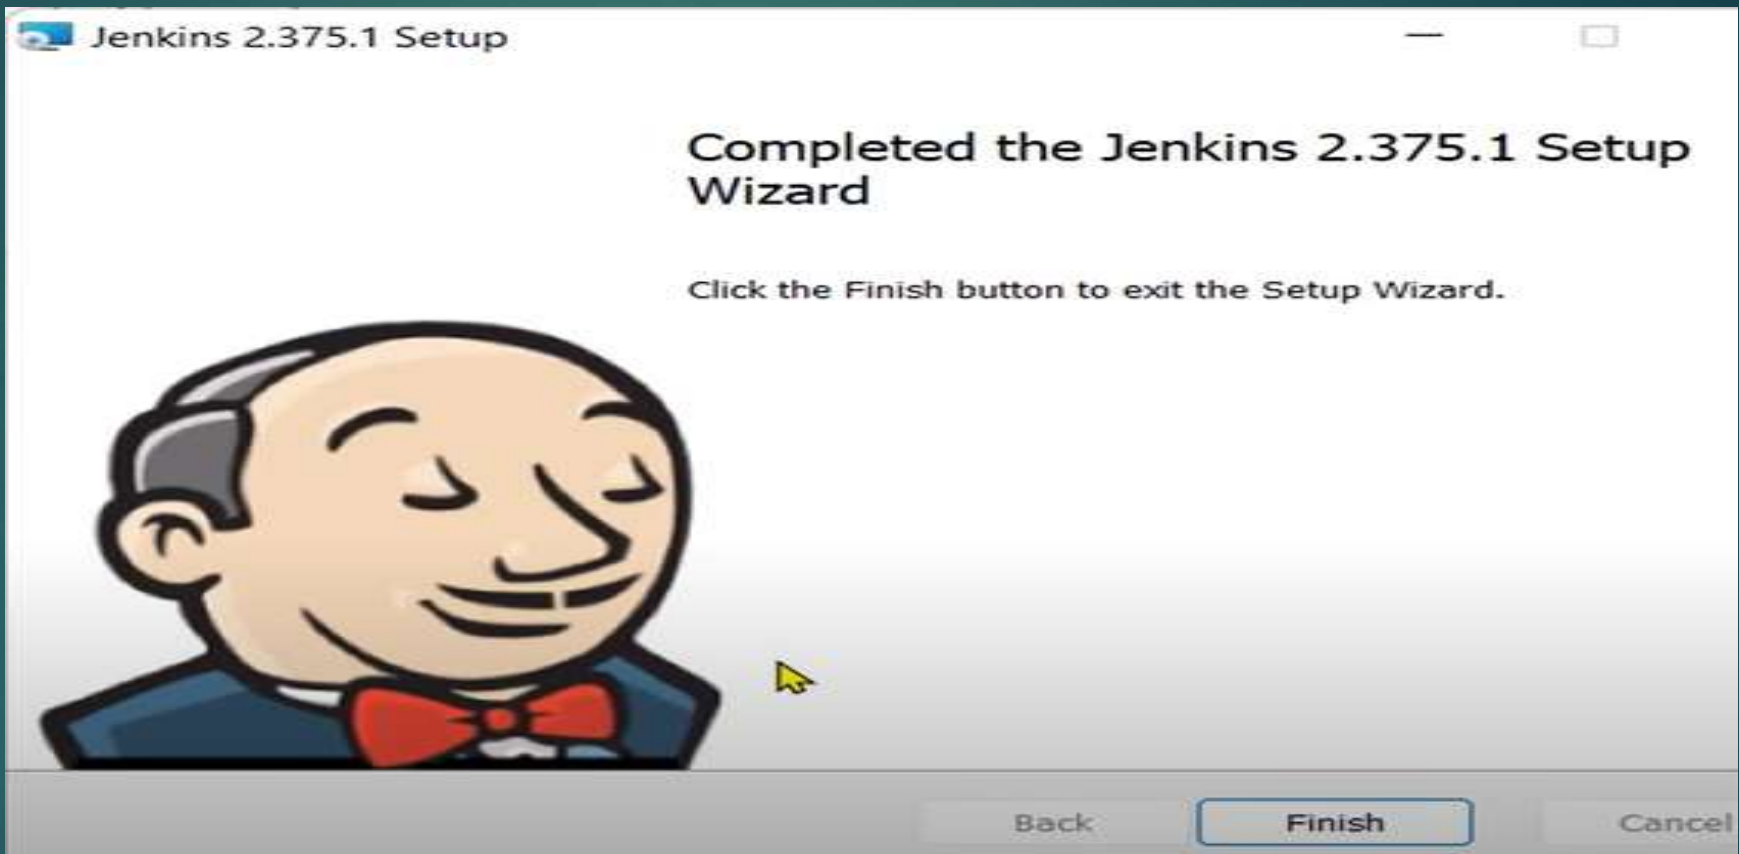 Jenkins 2.375.1 Setup
Completed the Jenkins 2.375.1 Setup
Wizard
Click the Finish button to exit the Setup Wizard.
Back Finish Cancel